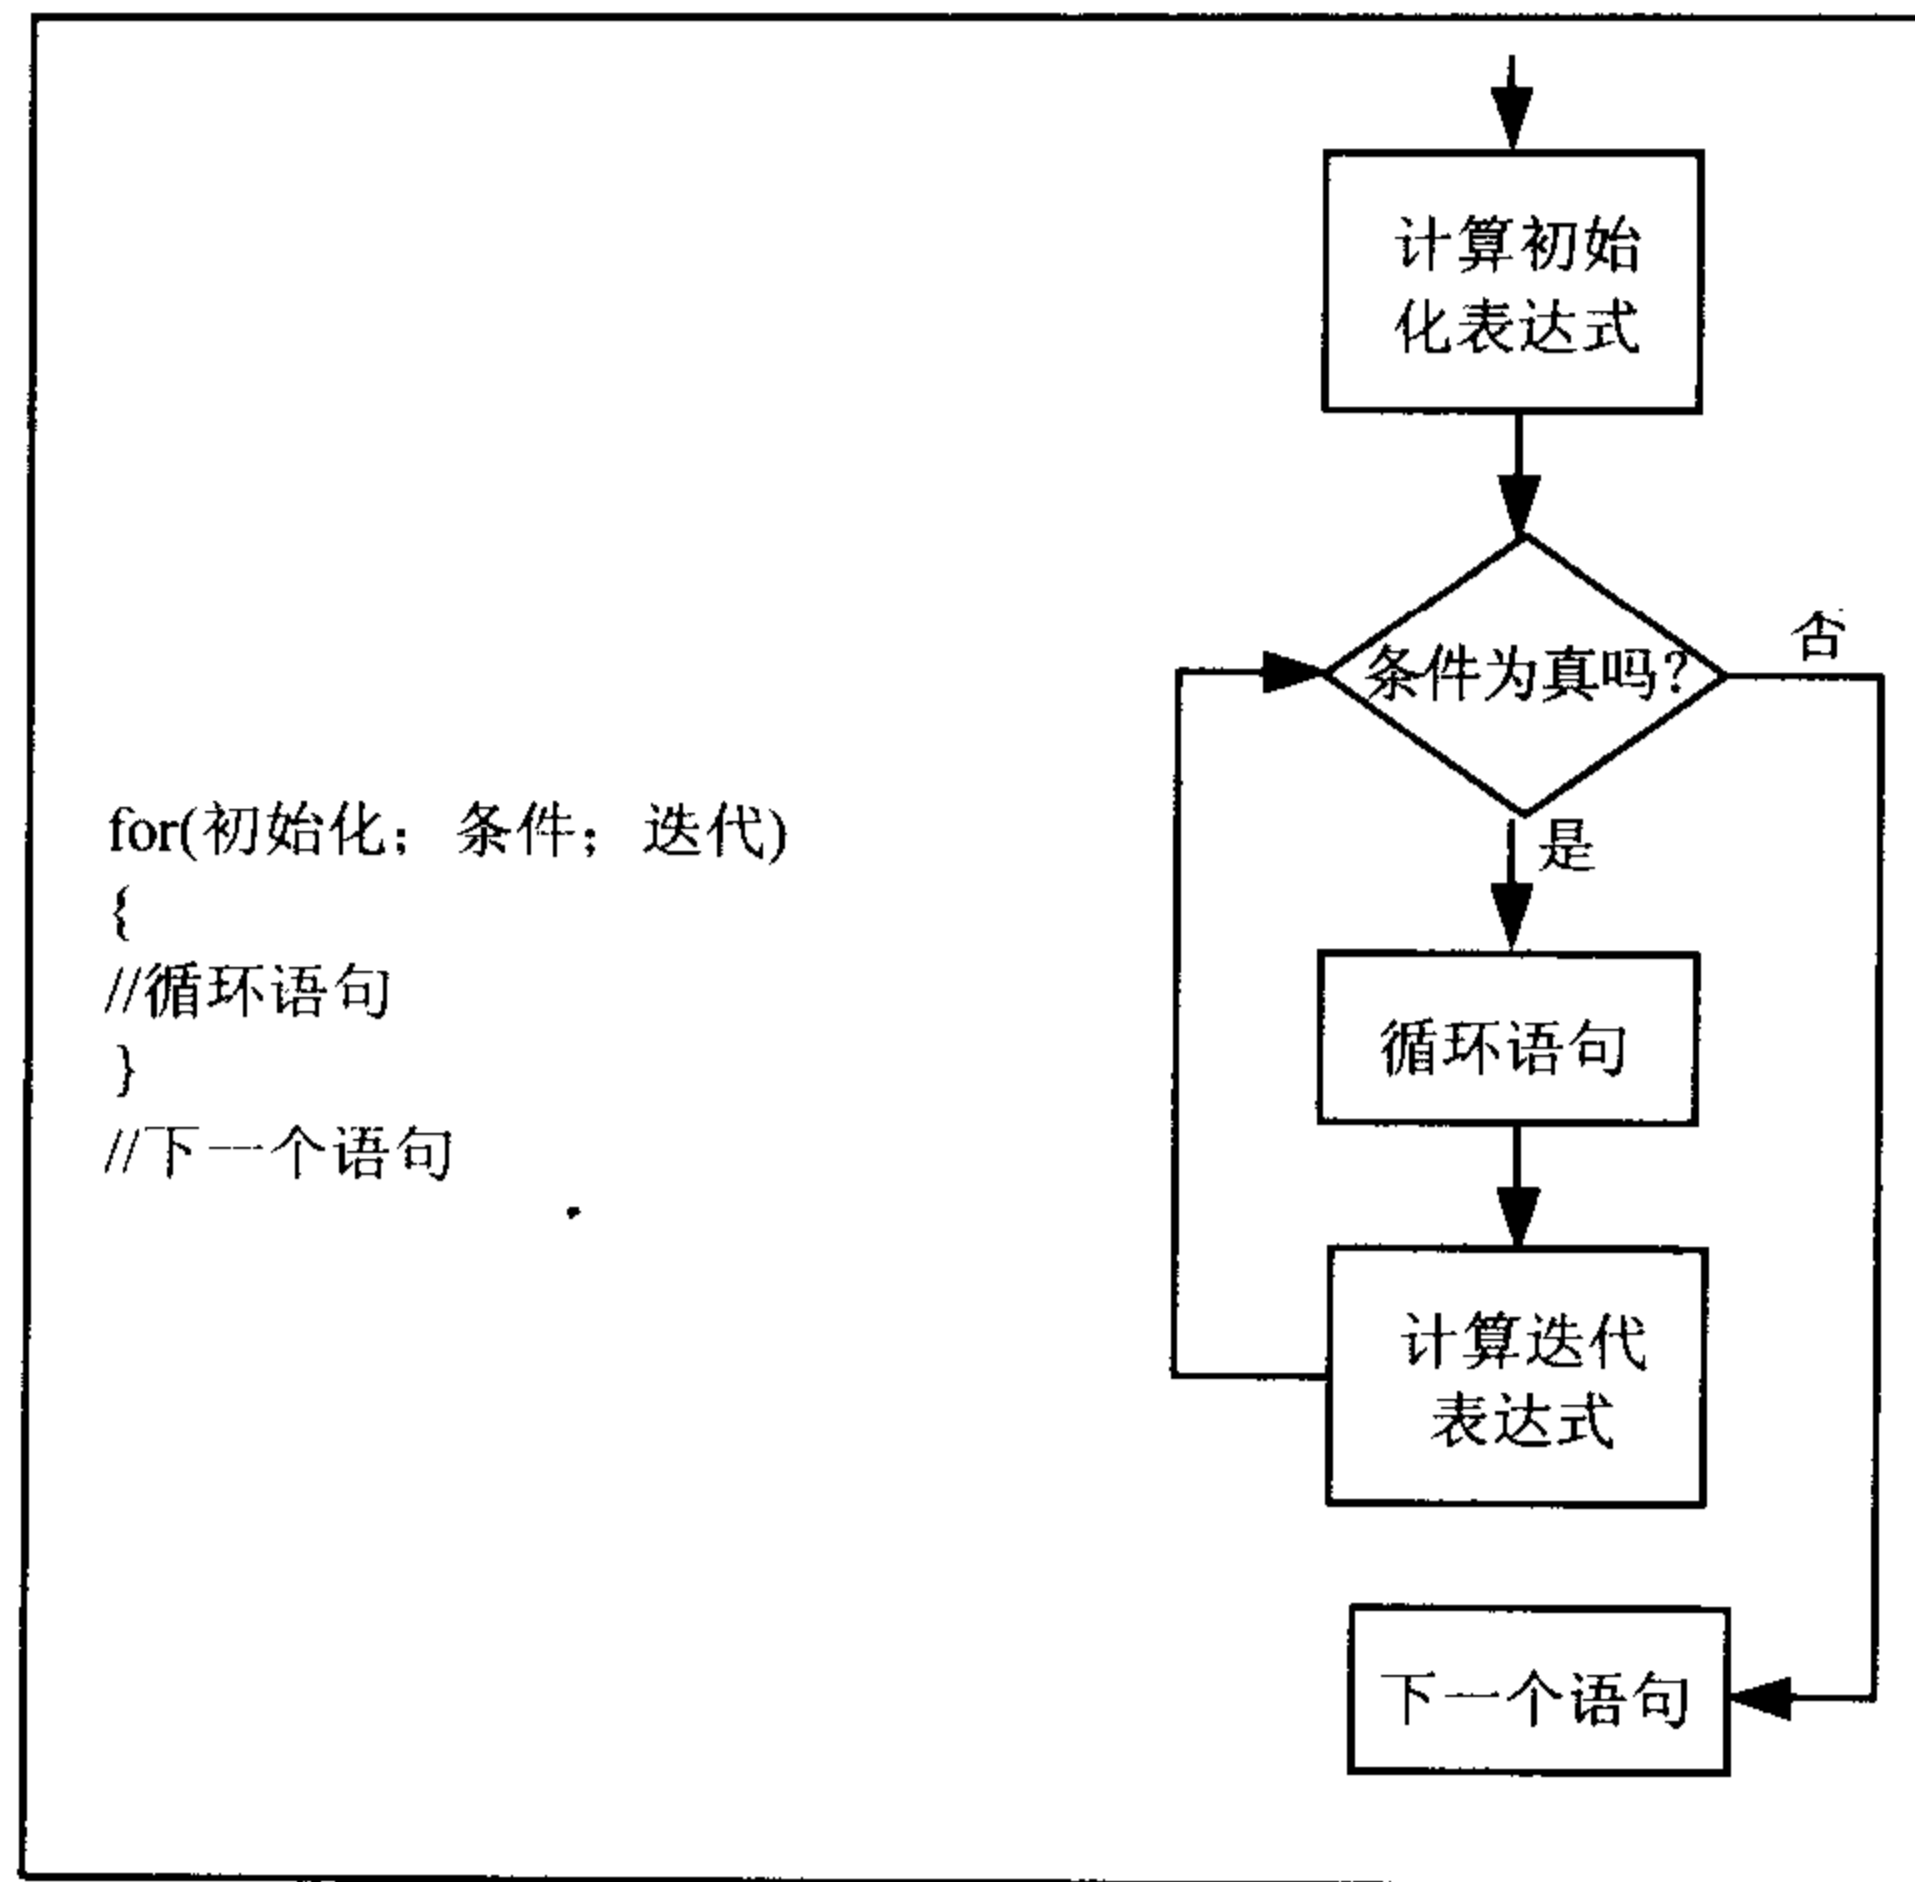 for(初始化; 条件; 迭代)
{
//循环语句
}
//下一个语句
计算初始
化表达式
条件为真吗?
否
是
循环语句
计算迭代
表达式
下一个语句